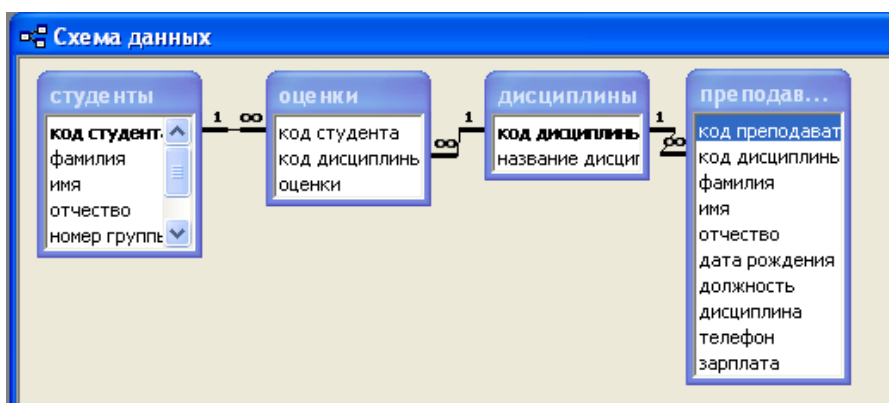 Схема данных
студенты
код студента
фамилия
имя
отчество
номер группы
1 ∞
оценки
код студента
код дисциплины
оценки
1 ∞
дисциплины
код дисциплины
название дисцип
1 ∞
преподав...
код преподават
код дисциплины
фамилия
имя
отчество
дата рождения
должность
дисциплина
телефон
зарплата